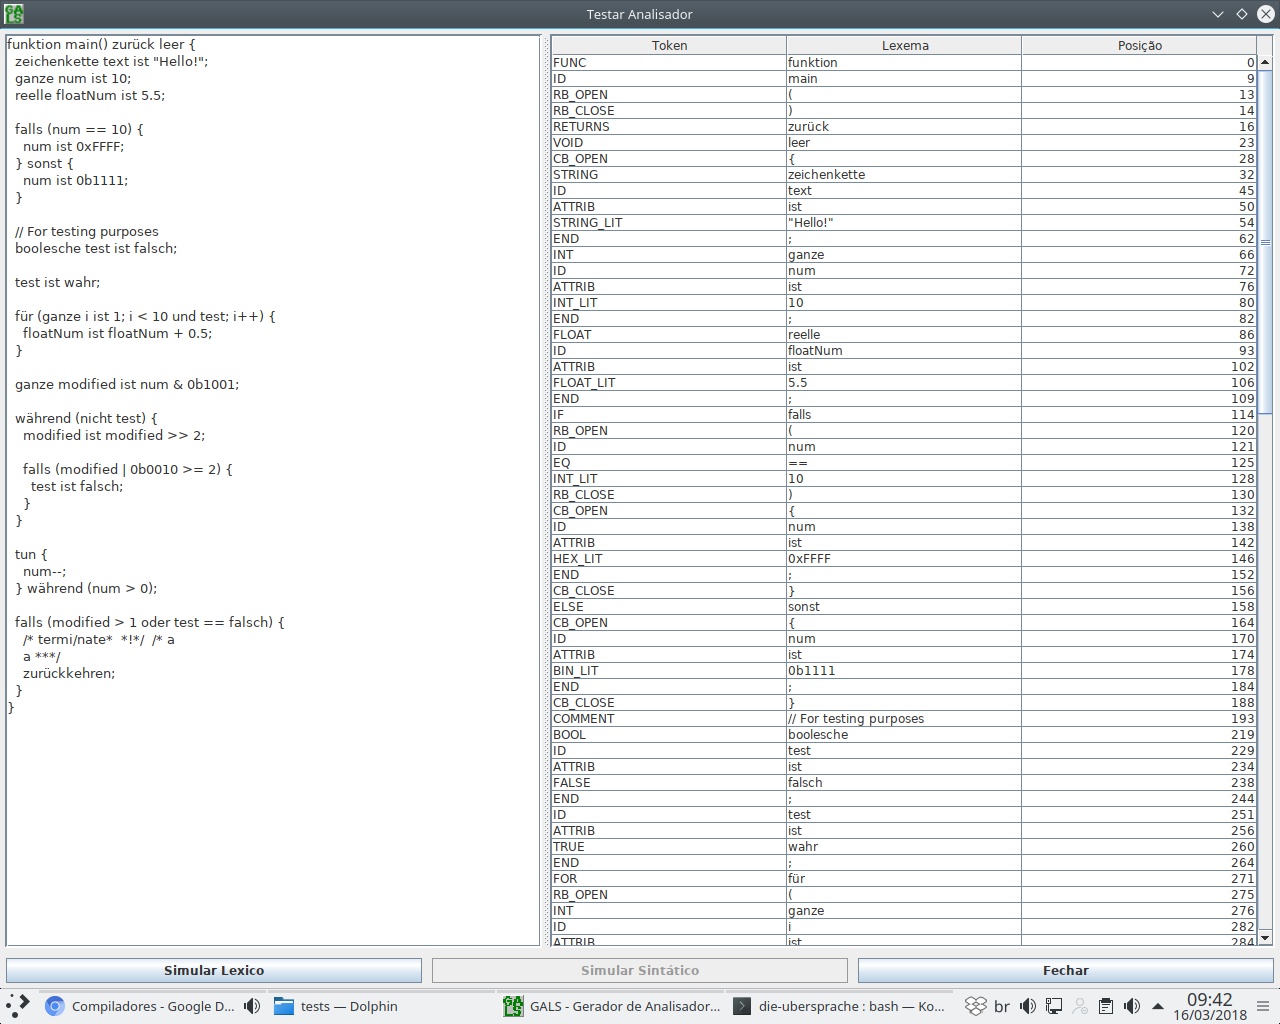 Testar Analisador
funktion main() zurück leer {
zeichenkette text ist "Hello!";
ganze num ist 10;
reelle floatNum ist 5.5;
falls (num == 10) {
num ist 0xFFFF;
} sonst {
num ist 0b1111;
}
// For testing purposes
boolesche test ist falsch;
test ist wahr;
für (ganze i ist 1; i < 10 und test; i++) {
floatNum ist floatNum + 0.5;
}
ganze modified ist num & 0b1001;
während (nicht test) {
modified ist modified >> 2;
falls (modified | 0b0010 >= 2) {
test ist falsch;
}
}
tun {
num--;
} während (num > 0);
falls (modified > 1 oder test == falsch) {
/* termi/nate*  *!*/  /* a
a ***/
zurückkehren;
}
}
Token Lexema Posição
FUNC funktion 0
ID main 9
RB_OPEN ( 13
RB_CLOSE ) 14
RETURNS zurück 16
VOID leer 23
CB_OPEN { 28
STRING zeichenkette 32
ID text 45
ATTRIB ist 50
STRING_LIT "Hello!" 54
END ; 62
INT ganze 66
ID num 72
ATTRIB ist 76
INT_LIT 10 80
END ; 82
FLOAT reelle 86
ID floatNum 93
ATTRIB ist 102
FLOAT_LIT 5.5 106
END ; 109
IF falls 114
RB_OPEN ( 120
ID num 121
EQ == 125
INT_LIT 10 128
RB_CLOSE ) 130
CB_OPEN { 132
ID num 138
ATTRIB ist 142
HEX_LIT 0xFFFF 146
END ; 152
CB_CLOSE } 156
ELSE sonst 158
CB_OPEN { 164
ID num 170
ATTRIB ist 174
BIN_LIT 0b1111 178
END ; 184
CB_CLOSE } 188
COMMENT // For testing purposes 193
BOOL boolesche 219
ID test 229
ATTRIB ist 234
FALSE falsch 238
END ; 244
ID test 251
ATTRIB ist 256
TRUE wahr 260
END ; 264
FOR für 271
RB_OPEN ( 275
INT ganze 276
ID i 282
ATTRIB ist 284
Simular Lexico Simular Sintático Fechar
Compiladores - Google D... tests — Dolphin GALS - Gerador de Analisador... die-ubersprache : bash — Ko... br 09:42
16/03/2018